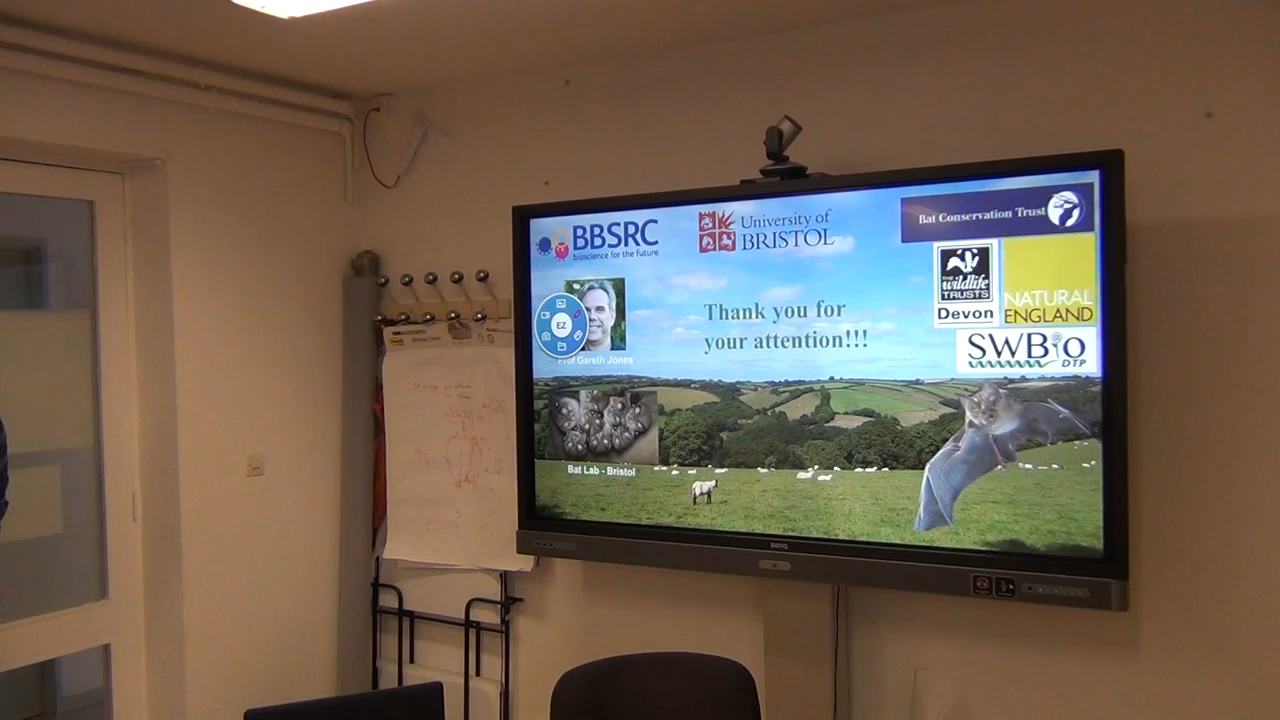 BBSRC
bioscience for the future
University of
BRISTOL
Bat Conservation Trust
THE
wildlife
TRUSTS
Devon
NATURAL
ENGLAND
SWBio
DTP
Thank you for
your attention!!!
EZ
Prof Gareth Jones
Bat Lab - Bristol
BenQ